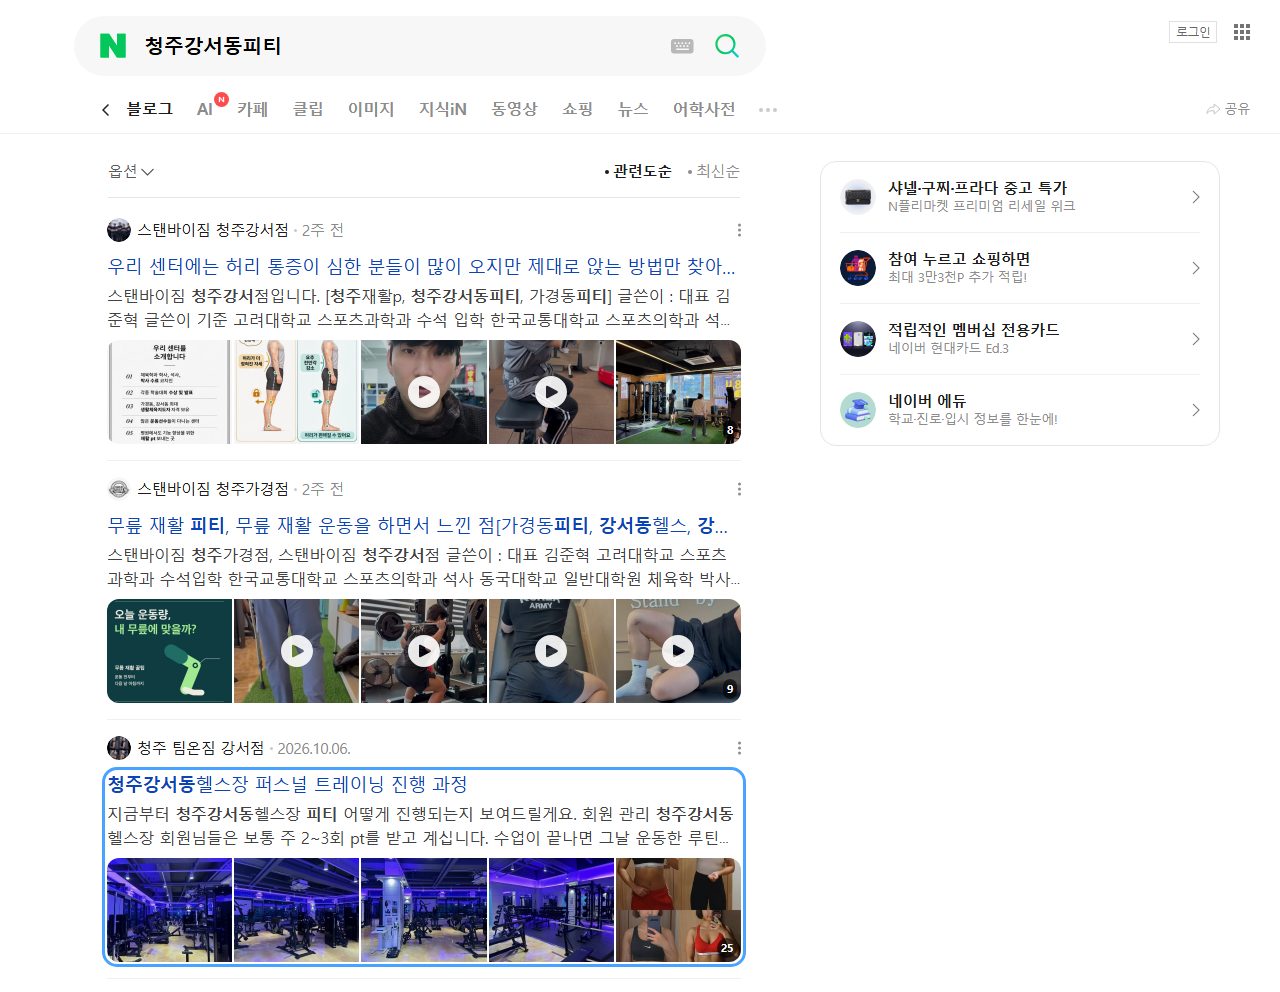 청주강서동피티
로그인
블로그 AI N 카페 클립 이미지 지식iN 동영상 쇼핑 뉴스 어학사전
공유
옵션
관련도순 최신순
스탠바이짐 청주강서점 · 2주 전
우리 센터에는 허리 통증이 심한 분들이 많이 오지만 제대로 앉는 방법만 찾아...
스탠바이짐 청주강서점입니다. [청주재활p, 청주강서동피티, 가경동피티] 글쓴이 : 대표 김
준혁 글쓴이 기준 고려대학교 스포츠과학과 수석 입학 한국교통대학교 스포츠의학과 석...
우리 센터를
소개합니다
01
02 각종 학술대회 수상 및 발표
03
04
05
8
스탠바이짐 청주가경점 · 2주 전
무릎 재활 피티, 무릎 재활 운동을 하면서 느낀 점[가경동피티, 강서동헬스, 강...
스탠바이짐 청주가경점, 스탠바이짐 청주강서점 글쓴이 : 대표 김준혁 고려대학교 스포츠
과학과 수석입학 한국교통대학교 스포츠의학과 석사 동국대학교 일반대학원 체육학 박사...
오늘 운동량,
내 무릎에 맞을까?
무릎 재활 꿀팁
ARMY
Stand by
9
청주 팀온짐 강서점 · 2026.10.06.
청주강서동헬스장 퍼스널 트레이닝 진행 과정
지금부터 청주강서동헬스장 피티 어떻게 진행되는지 보여드릴게요. 회원 관리 청주강서동
헬스장 회원님들은 보통 주 2~3회 pt를 받고 계십니다. 수업이 끝나면 그날 운동한 루틴...
25
샤넬·구찌·프라다 중고 특가
N플리마켓 프리미엄 리세일 위크
참여 누르고 쇼핑하면
최대 3만3천P 추가 적립!
적립적인 멤버십 전용카드
네이버 현대카드 Ed.3
네이버 에듀
학교·진로·입시 정보를 한눈에!